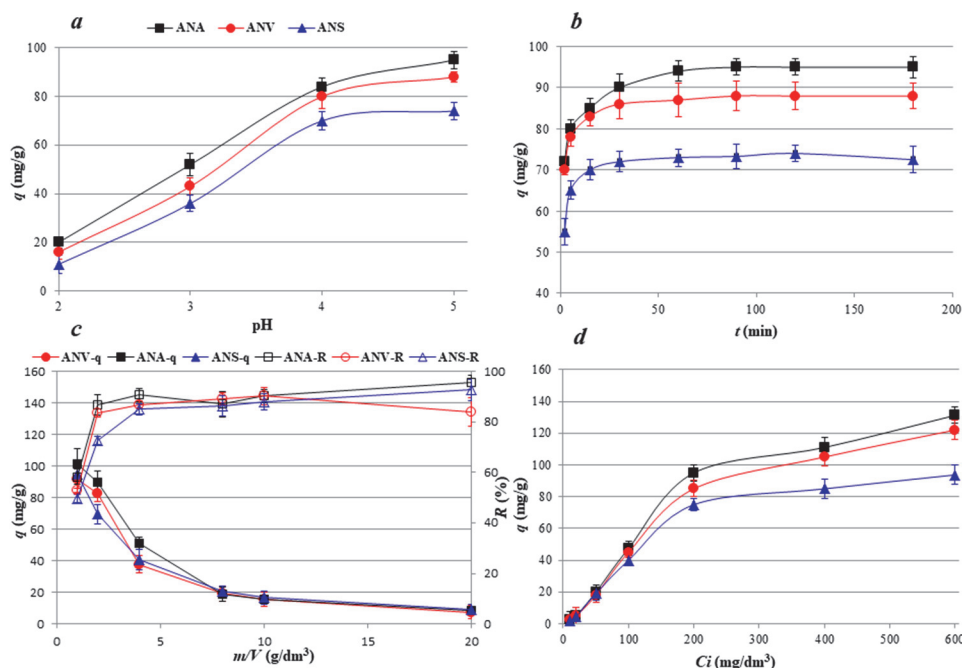 a
ANA ANV ANS
100
80
60
40
20
0
q (mg/g)
2 3 4 5
pH
b
100
90
80
70
60
50
40
q (mg/g)
0 50 100 150 200
t (min)
c
ANV-q ANA-q ANS-q ANA-R ANV-R ANS-R
160
140
120
100
80
60
40
20
0
q (mg/g)
100
80
60
40
20
0
R (%)
0 5 10 15 20
m/V (g/dm³)
d
160
140
120
100
80
60
40
20
0
q (mg/g)
0 100 200 300 400 500 600
Ci (mg/dm³)